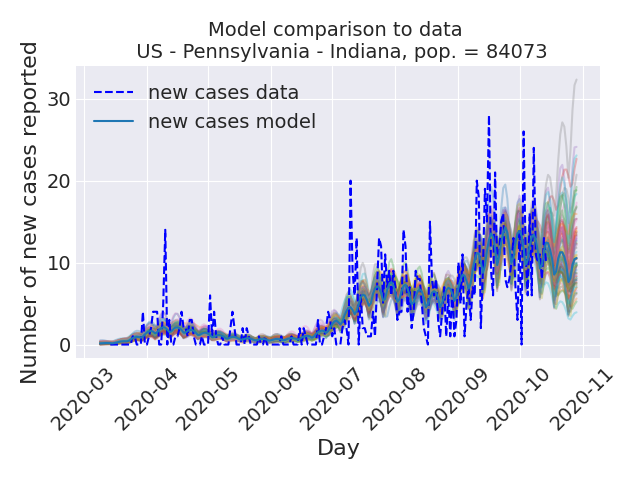 Model comparison to data
US - Pennsylvania - Indiana, pop. = 84073
Number of new cases reported
30
20
10
0
new cases data
new cases model
2020-03
2020-04
2020-05
2020-06
2020-07
2020-08
2020-09
2020-10
2020-11
Day